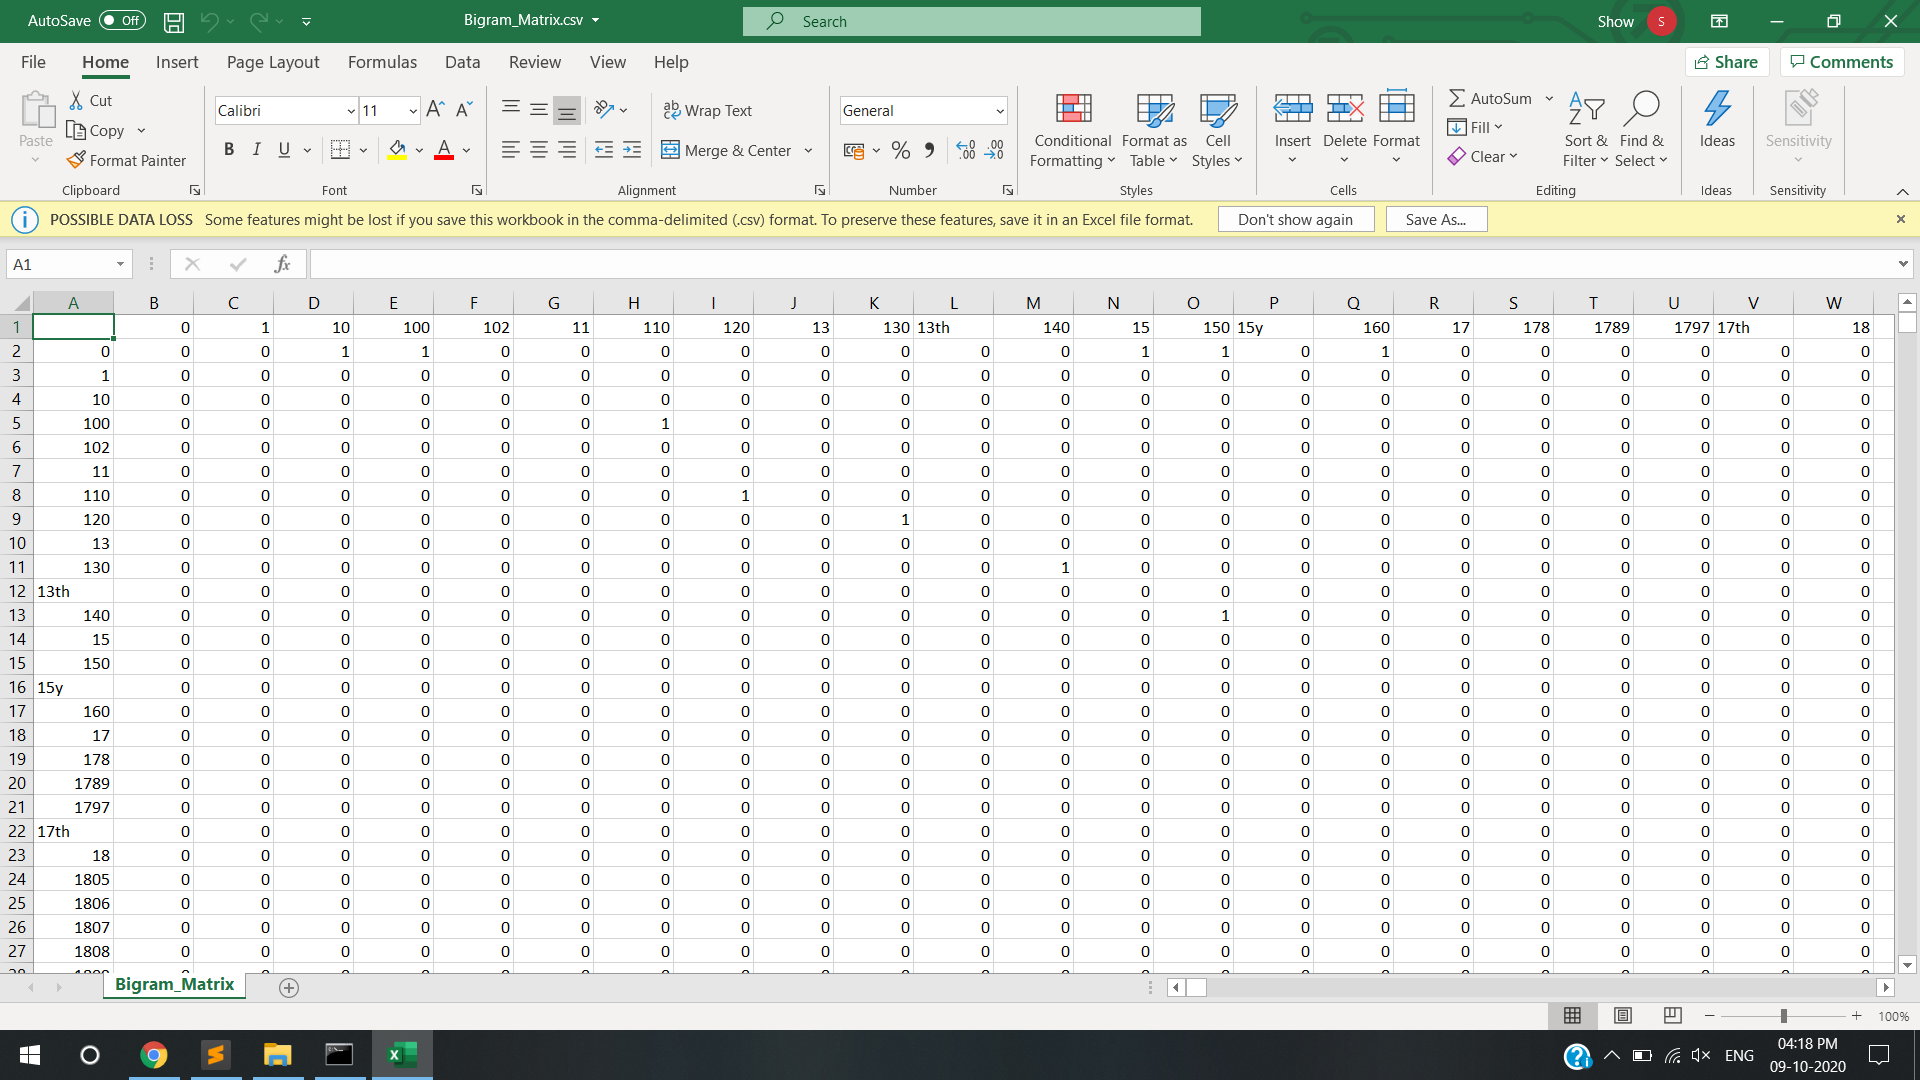 AutoSave Off Bigram_Matrix.csv Search Show S
File Home Insert Page Layout Formulas Data Review View Help Share Comments
Paste Cut Copy Format Painter Clipboard
Calibri 11 A A B I U A Font
ab Wrap Text Merge & Center Alignment
General % 9 .00 .00 Number
Conditional Formatting Format as Table Cell Styles Styles
Insert Delete Format Cells
AutoSum Fill Clear Sort & Filter Find & Select Editing
Ideas Ideas
Sensitivity Sensitivity
POSSIBLE DATA LOSS Some features might be lost if you save this workbook in the comma-delimited (.csv) format. To preserve these features, save it in an Excel file format. Don't show again Save As...
A1 fx
A B C D E F G H I J K L M N O P Q R S T U V W
1 0 1 10 100 102 11 110 120 13 130 13th 140 15 150 15y 160 17 178 1789 1797 17th 18
2 0 0 0 1 1 0 0 0 0 0 0 0 0 1 1 0 1 0 0 0 0 0 0
3 1 0 0 0 0 0 0 0 0 0 0 0 0 0 0 0 0 0 0 0 0 0 0
4 10 0 0 0 0 0 0 0 0 0 0 0 0 0 0 0 0 0 0 0 0 0 0
5 100 0 0 0 0 0 0 1 0 0 0 0 0 0 0 0 0 0 0 0 0 0 0
6 102 0 0 0 0 0 0 0 0 0 0 0 0 0 0 0 0 0 0 0 0 0 0
7 11 0 0 0 0 0 0 0 0 0 0 0 0 0 0 0 0 0 0 0 0 0 0
8 110 0 0 0 0 0 0 0 1 0 0 0 0 0 0 0 0 0 0 0 0 0 0
9 120 0 0 0 0 0 0 0 0 0 1 0 0 0 0 0 0 0 0 0 0 0 0
10 13 0 0 0 0 0 0 0 0 0 0 0 0 0 0 0 0 0 0 0 0 0 0
11 130 0 0 0 0 0 0 0 0 0 0 0 1 0 0 0 0 0 0 0 0 0 0
12 13th 0 0 0 0 0 0 0 0 0 0 0 0 0 0 0 0 0 0 0 0 0 0
13 140 0 0 0 0 0 0 0 0 0 0 0 0 0 1 0 0 0 0 0 0 0 0
14 15 0 0 0 0 0 0 0 0 0 0 0 0 0 0 0 0 0 0 0 0 0 0
15 150 0 0 0 0 0 0 0 0 0 0 0 0 0 0 0 0 0 0 0 0 0 0
16 15y 0 0 0 0 0 0 0 0 0 0 0 0 0 0 0 0 0 0 0 0 0 0
17 160 0 0 0 0 0 0 0 0 0 0 0 0 0 0 0 0 0 0 0 0 0 0
18 17 0 0 0 0 0 0 0 0 0 0 0 0 0 0 0 0 0 0 0 0 0 0
19 178 0 0 0 0 0 0 0 0 0 0 0 0 0 0 0 0 0 0 0 0 0 0
20 1789 0 0 0 0 0 0 0 0 0 0 0 0 0 0 0 0 0 0 0 0 0 0
21 1797 0 0 0 0 0 0 0 0 0 0 0 0 0 0 0 0 0 0 0 0 0 0
22 17th 0 0 0 0 0 0 0 0 0 0 0 0 0 0 0 0 0 0 0 0 0 0
23 18 0 0 0 0 0 0 0 0 0 0 0 0 0 0 0 0 0 0 0 0 0 0
24 1805 0 0 0 0 0 0 0 0 0 0 0 0 0 0 0 0 0 0 0 0 0 0
25 1806 0 0 0 0 0 0 0 0 0 0 0 0 0 0 0 0 0 0 0 0 0 0
26 1807 0 0 0 0 0 0 0 0 0 0 0 0 0 0 0 0 0 0 0 0 0 0
27 1808 0 0 0 0 0 0 0 0 0 0 0 0 0 0 0 0 0 0 0 0 0 0
Bigram_Matrix
100%
ENG 04:18 PM
09-10-2020